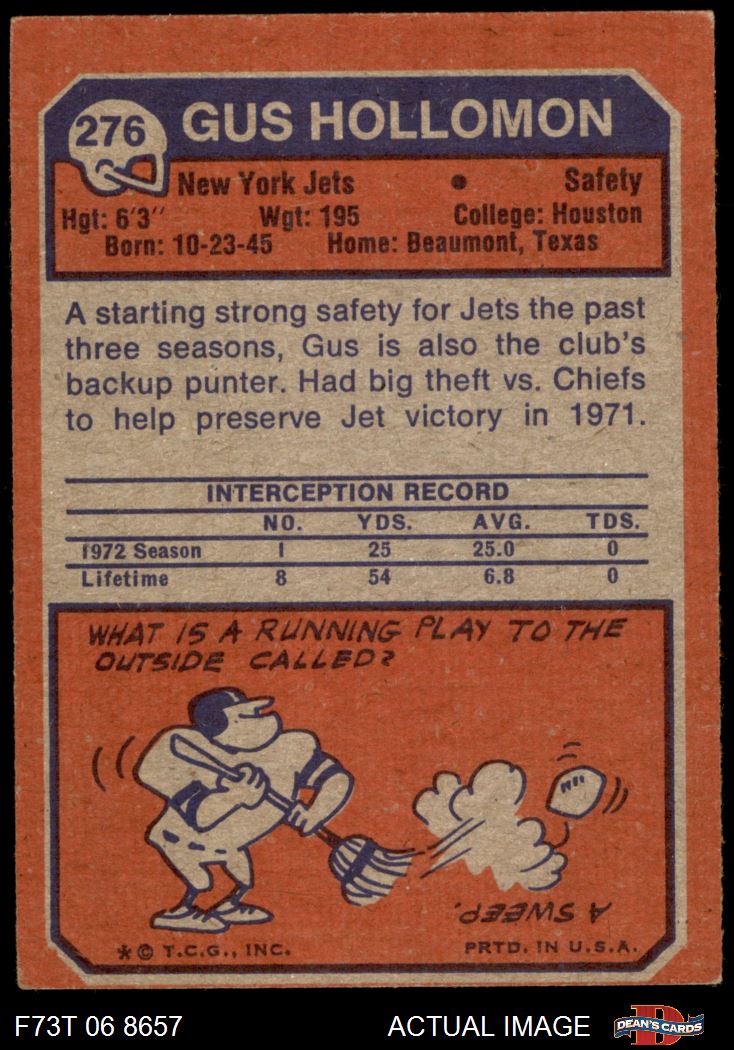 276
GUS HOLLOMON
New York Jets • Safety
Hgt: 6'3" Wgt: 195 College: Houston
Born: 10-23-45 Home: Beaumont, Texas
A starting strong safety for Jets the past
three seasons, Gus is also the club's
backup punter. Had big theft vs. Chiefs
to help preserve Jet victory in 1971.
INTERCEPTION RECORD
NO. YDS. AVG. TDS.
1972 Season 1 25 25.0 0
Lifetime 8 54 6.8 0
WHAT IS A RUNNING PLAY TO THE
OUTSIDE CALLED?
A SWEEP.
* © T.C.G., INC. PRTD. IN U.S.A.
F73T 06 8657 ACTUAL IMAGE
D
DEAN'S CARDS